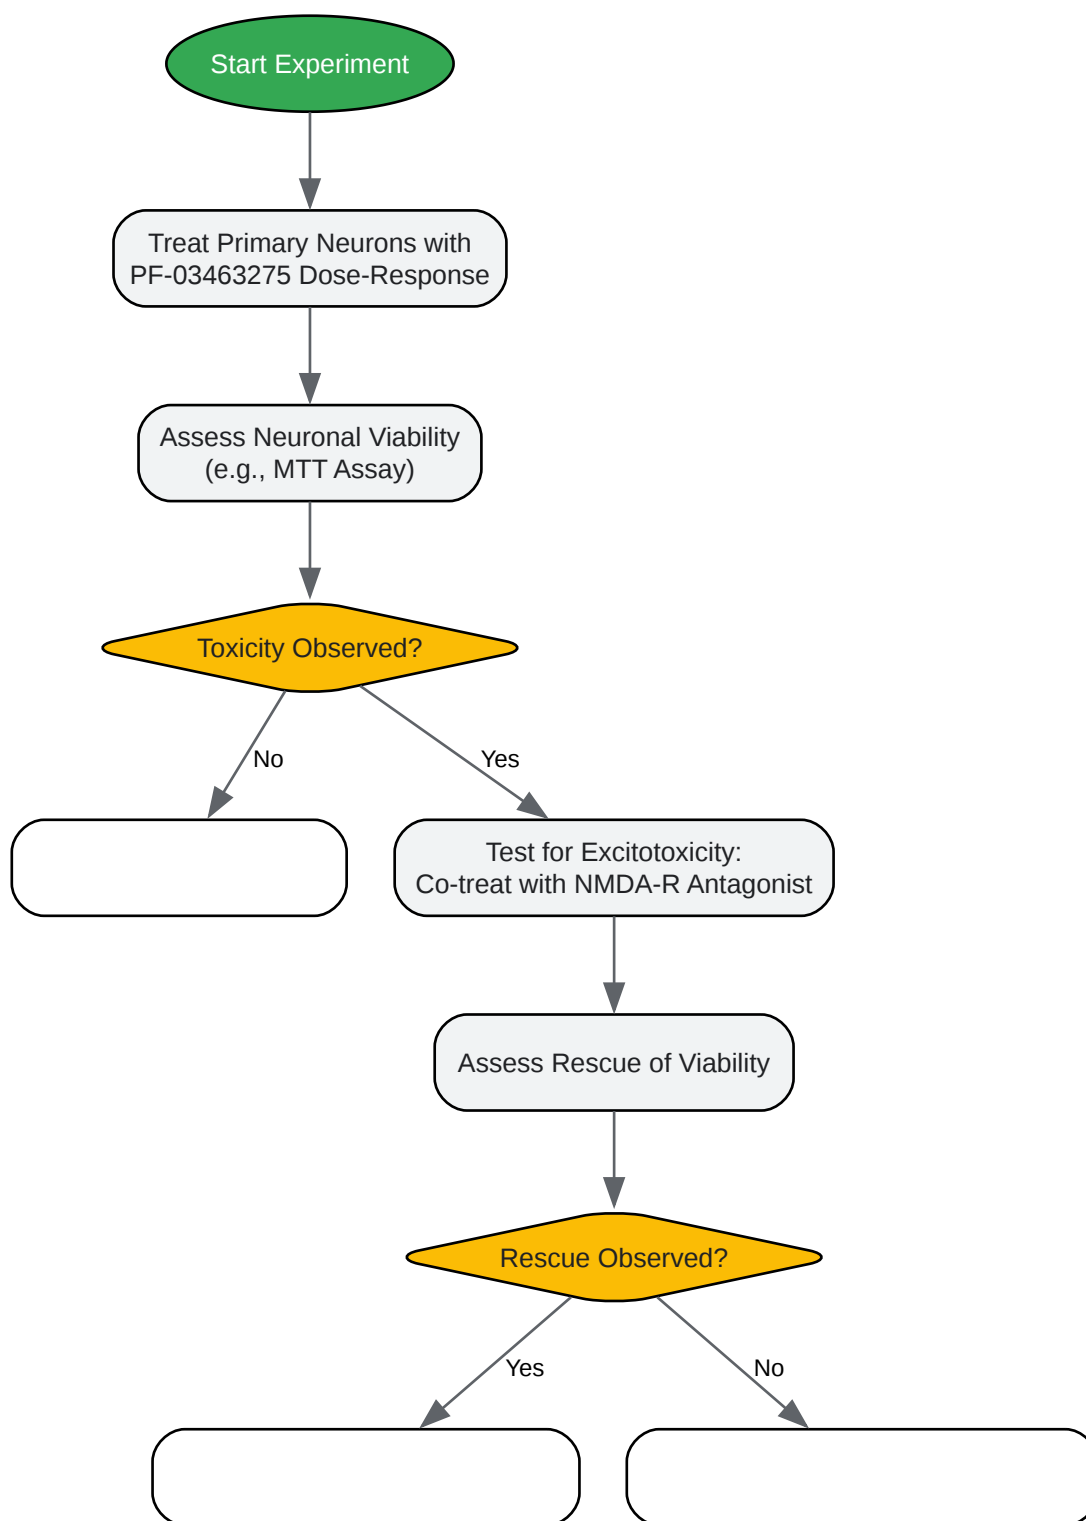 Start Experiment
Treat Primary Neurons with
PF-03463275 Dose-Response
Assess Neuronal Viability
(e.g., MTT Assay)
Toxicity Observed?
No
Yes
Test for Excitotoxicity:
Co-treat with NMDA-R Antagonist
Assess Rescue of Viability
Rescue Observed?
Yes
No